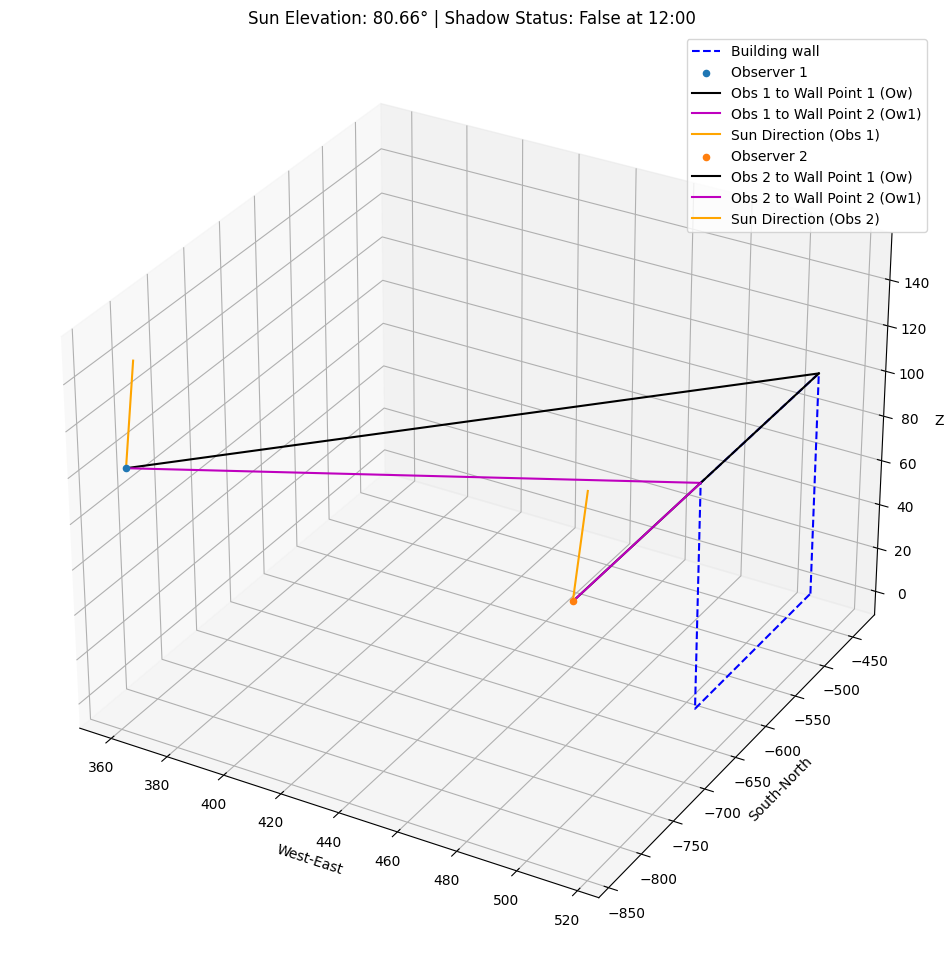 Sun Elevation: 80.66° | Shadow Status: False at 12:00
Building wall
Observer 1
Obs 1 to Wall Point 1 (Ow)
Obs 1 to Wall Point 2 (Ow1)
Sun Direction (Obs 1)
Observer 2
Obs 2 to Wall Point 1 (Ow)
Obs 2 to Wall Point 2 (Ow1)
Sun Direction (Obs 2)
140
120
100
80
60
40
20
0
Z
−450
−500
−550
−600
−650
−700
−750
−800
−850
South-North
360
380
400
420
440
460
480
500
520
West-East